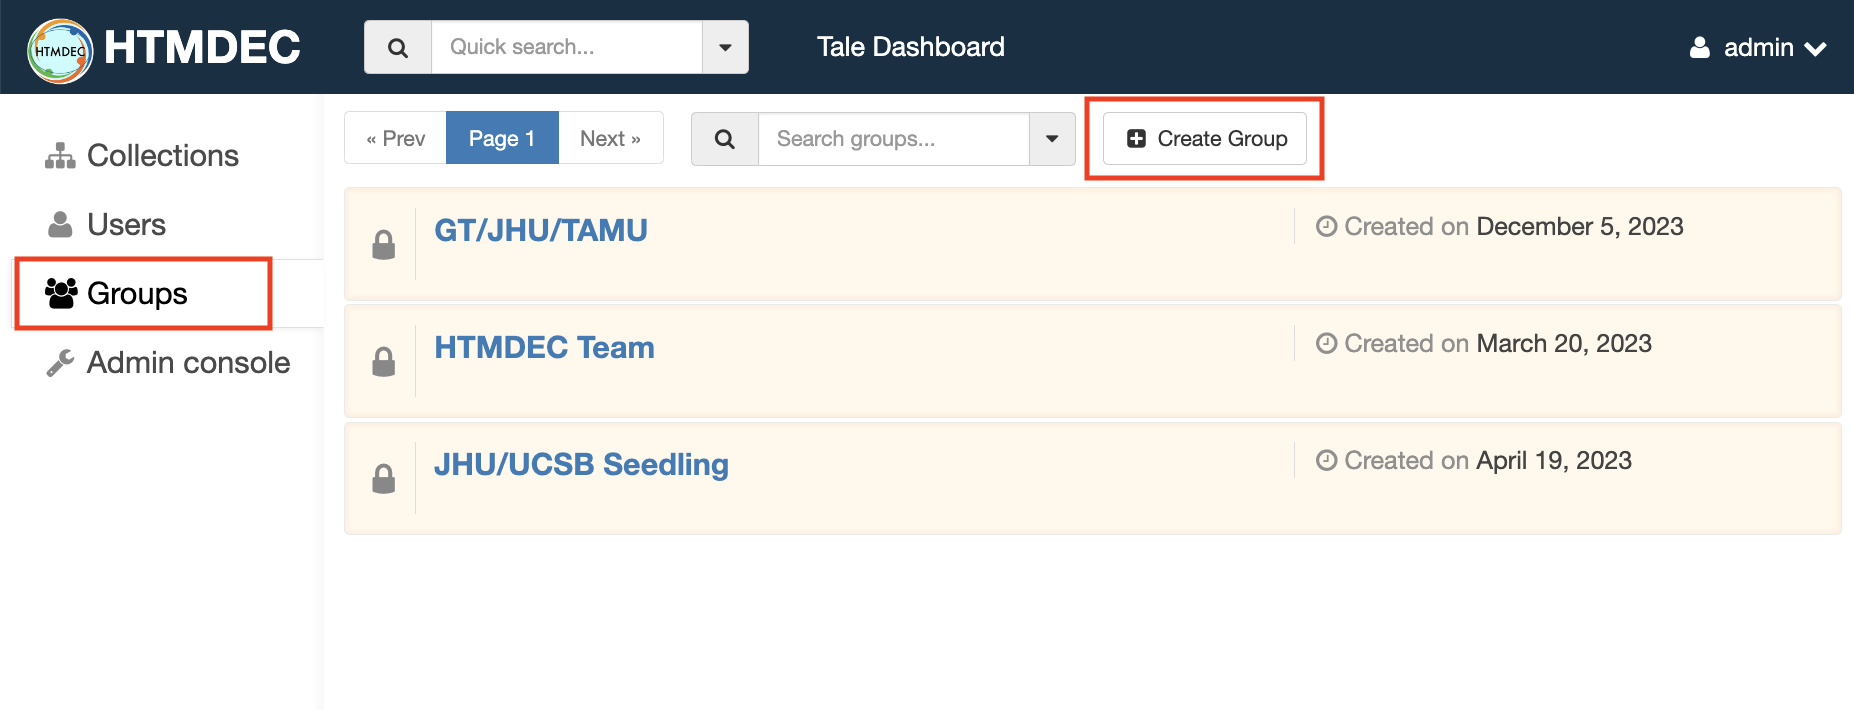 HTMDEC HTMDEC Quick search... Tale Dashboard admin
Collections
Users
Groups
Admin console
« Prev Page 1 Next » Search groups... Create Group
GT/JHU/TAMU Created on December 5, 2023
HTMDEC Team Created on March 20, 2023
JHU/UCSB Seedling Created on April 19, 2023